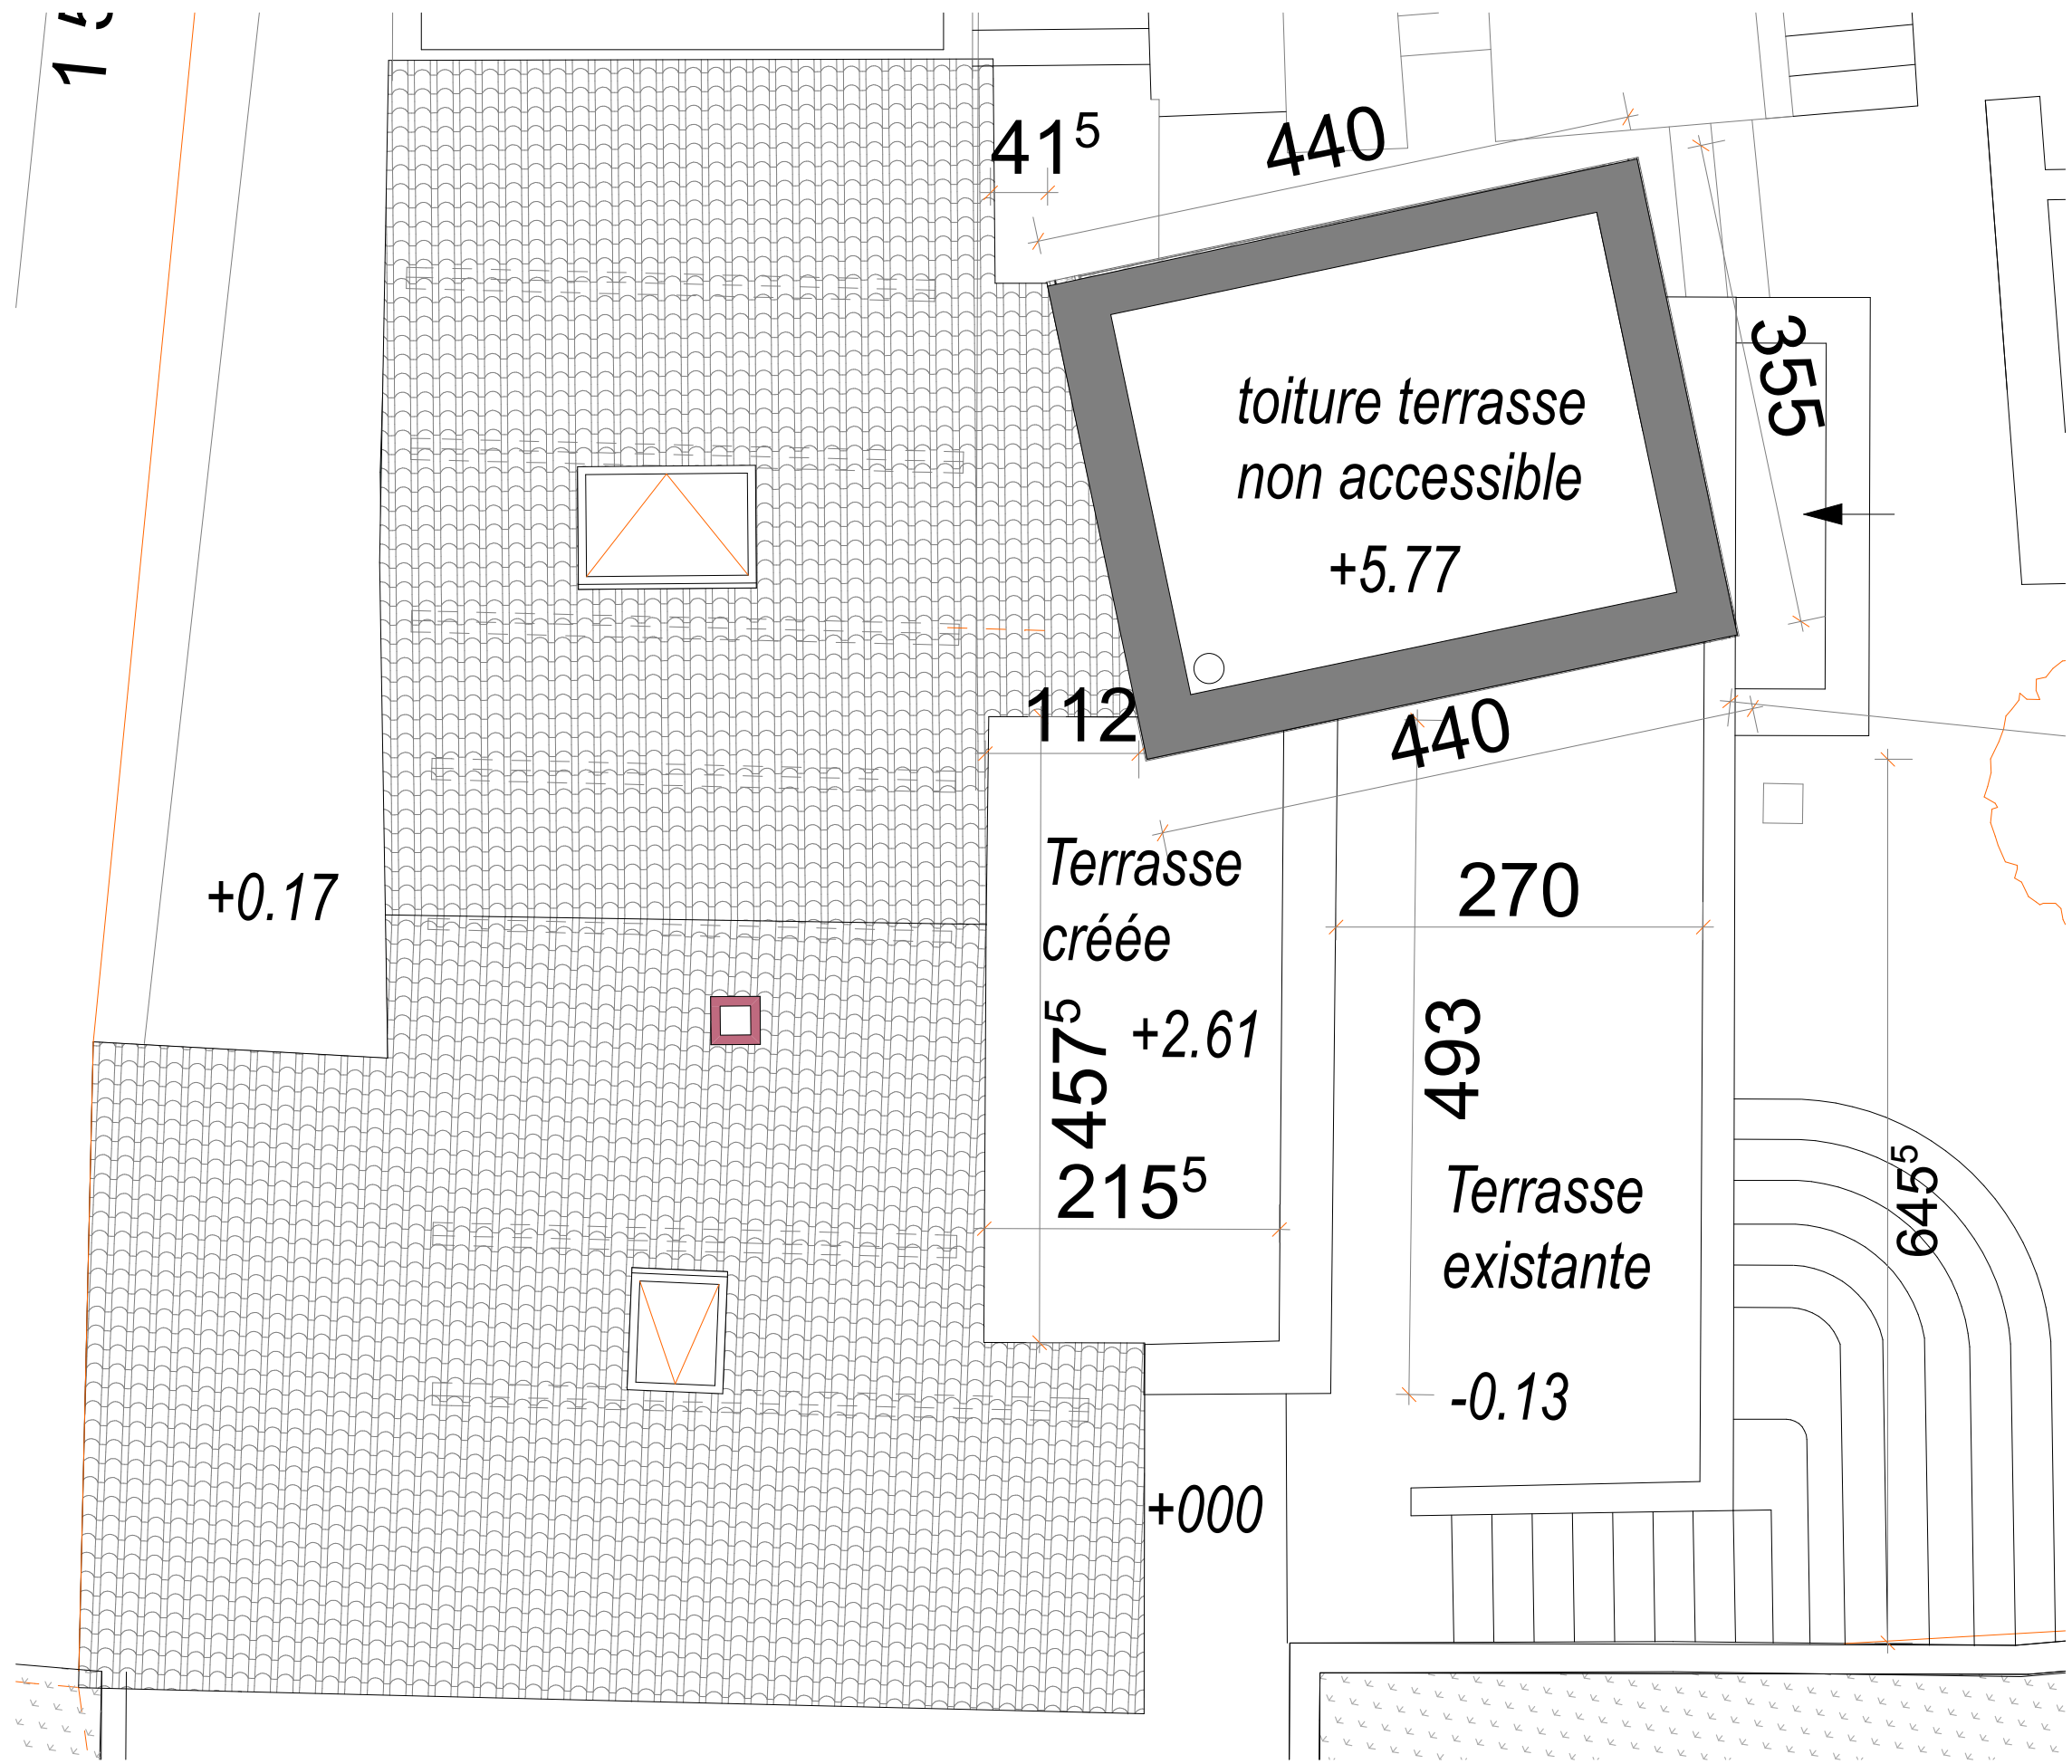 41⁵
440
355
toiture terrasse
non accessible
+5.77
112
440
Terrasse
créée
+0.17
270
+2.61
457⁵
493
215⁵
Terrasse
existante
645⁵
-0.13
+000